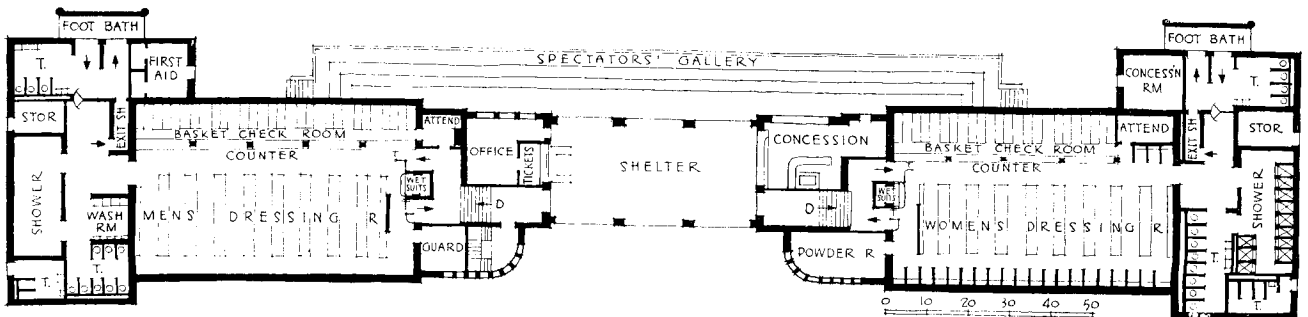 FOOT BATH
T.
FIRST AID
STOR
EXIT SH
SHOWER
WASH RM
T.
T.
BASKET CHECK ROOM
COUNTER
MENS DRESSING R
ATTEND
WET SUITS
GUARD
D
OFFICE
TICKETS
SPECTATORS' GALLERY
SHELTER
CONCESSION
D
POWDER R
WET SUITS
BASKET CHECK ROOM
COUNTER
WOMENS DRESSING R
ATTEND
CONCESS'N RM
FOOT BATH
T.
EXIT SH
STOR
SHOWER
T.
T.
0 10 20 30 40 50